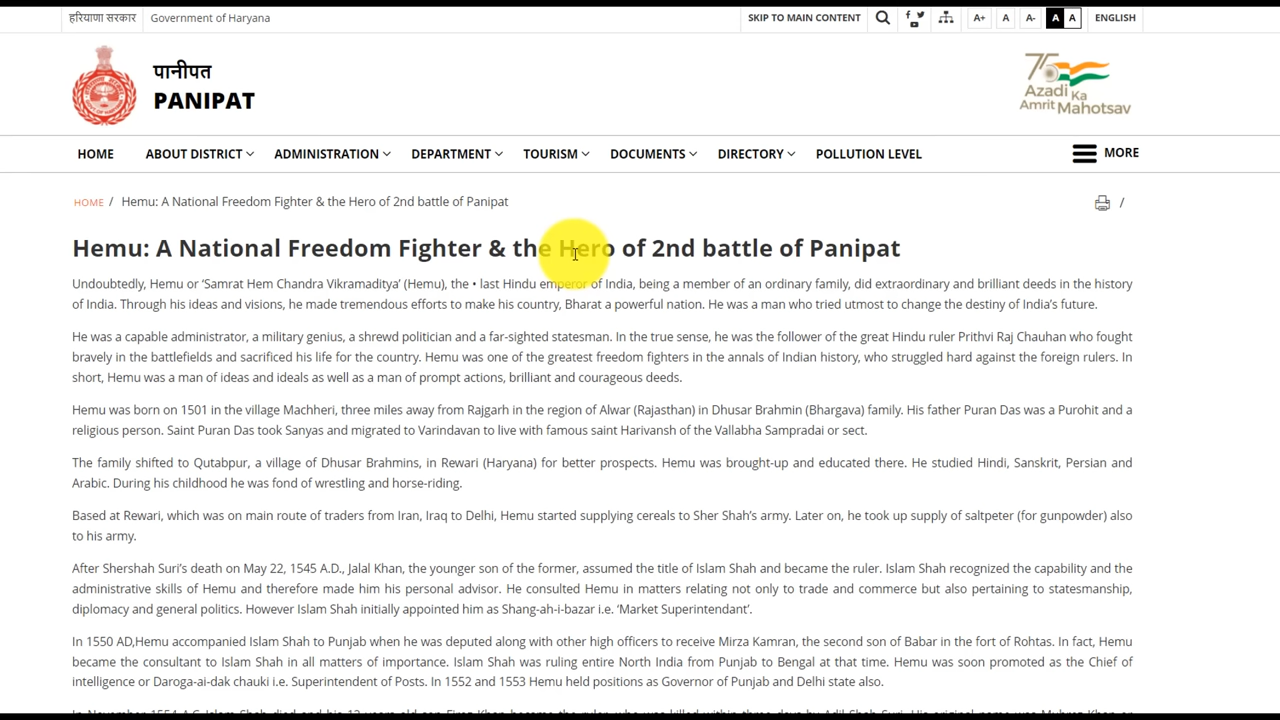 हरियाणा सरकार Government of Haryana SKIP TO MAIN CONTENT A+ A A- A A ENGLISH
पानीपत
PANIPAT
75
Azadi Ka
Amrit Mahotsav
HOME ABOUT DISTRICT ADMINISTRATION DEPARTMENT TOURISM DOCUMENTS DIRECTORY POLLUTION LEVEL MORE
HOME / Hemu: A National Freedom Fighter & the Hero of 2nd battle of Panipat /
Hemu: A National Freedom Fighter & the Hero of 2nd battle of Panipat
Undoubtedly, Hemu or ‘Samrat Hem Chandra Vikramaditya’ (Hemu), the • last Hindu emperor of India, being a member of an ordinary family, did extraordinary and brilliant deeds in the history
of India. Through his ideas and visions, he made tremendous efforts to make his country, Bharat a powerful nation. He was a man who tried utmost to change the destiny of India’s future.
He was a capable administrator, a military genius, a shrewd politician and a far-sighted statesman. In the true sense, he was the follower of the great Hindu ruler Prithvi Raj Chauhan who fought
bravely in the battlefields and sacrificed his life for the country. Hemu was one of the greatest freedom fighters in the annals of Indian history, who struggled hard against the foreign rulers. In
short, Hemu was a man of ideas and ideals as well as a man of prompt actions, brilliant and courageous deeds.
Hemu was born on 1501 in the village Machheri, three miles away from Rajgarh in the region of Alwar (Rajasthan) in Dhusar Brahmin (Bhargava) family. His father Puran Das was a Purohit and a
religious person. Saint Puran Das took Sanyas and migrated to Varindavan to live with famous saint Harivansh of the Vallabha Sampradai or sect.
The family shifted to Qutabpur, a village of Dhusar Brahmins, in Rewari (Haryana) for better prospects. Hemu was brought-up and educated there. He studied Hindi, Sanskrit, Persian and
Arabic. During his childhood he was fond of wrestling and horse-riding.
Based at Rewari, which was on main route of traders from Iran, Iraq to Delhi, Hemu started supplying cereals to Sher Shah’s army. Later on, he took up supply of saltpeter (for gunpowder) also
to his army.
After Shershah Suri’s death on May 22, 1545 A.D., Jalal Khan, the younger son of the former, assumed the title of Islam Shah and became the ruler. Islam Shah recognized the capability and the
administrative skills of Hemu and therefore made him his personal advisor. He consulted Hemu in matters relating not only to trade and commerce but also pertaining to statesmanship,
diplomacy and general politics. However Islam Shah initially appointed him as Shang-ah-i-bazar i.e. ‘Market Superintendant’.
In 1550 AD,Hemu accompanied Islam Shah to Punjab when he was deputed along with other high officers to receive Mirza Kamran, the second son of Babar in the fort of Rohtas. In fact, Hemu
became the consultant to Islam Shah in all matters of importance. Islam Shah was ruling entire North India from Punjab to Bengal at that time. Hemu was soon promoted as the Chief of
intelligence or Daroga-ai-dak chauki i.e. Superintendent of Posts. In 1552 and 1553 Hemu held positions as Governor of Punjab and Delhi state also.